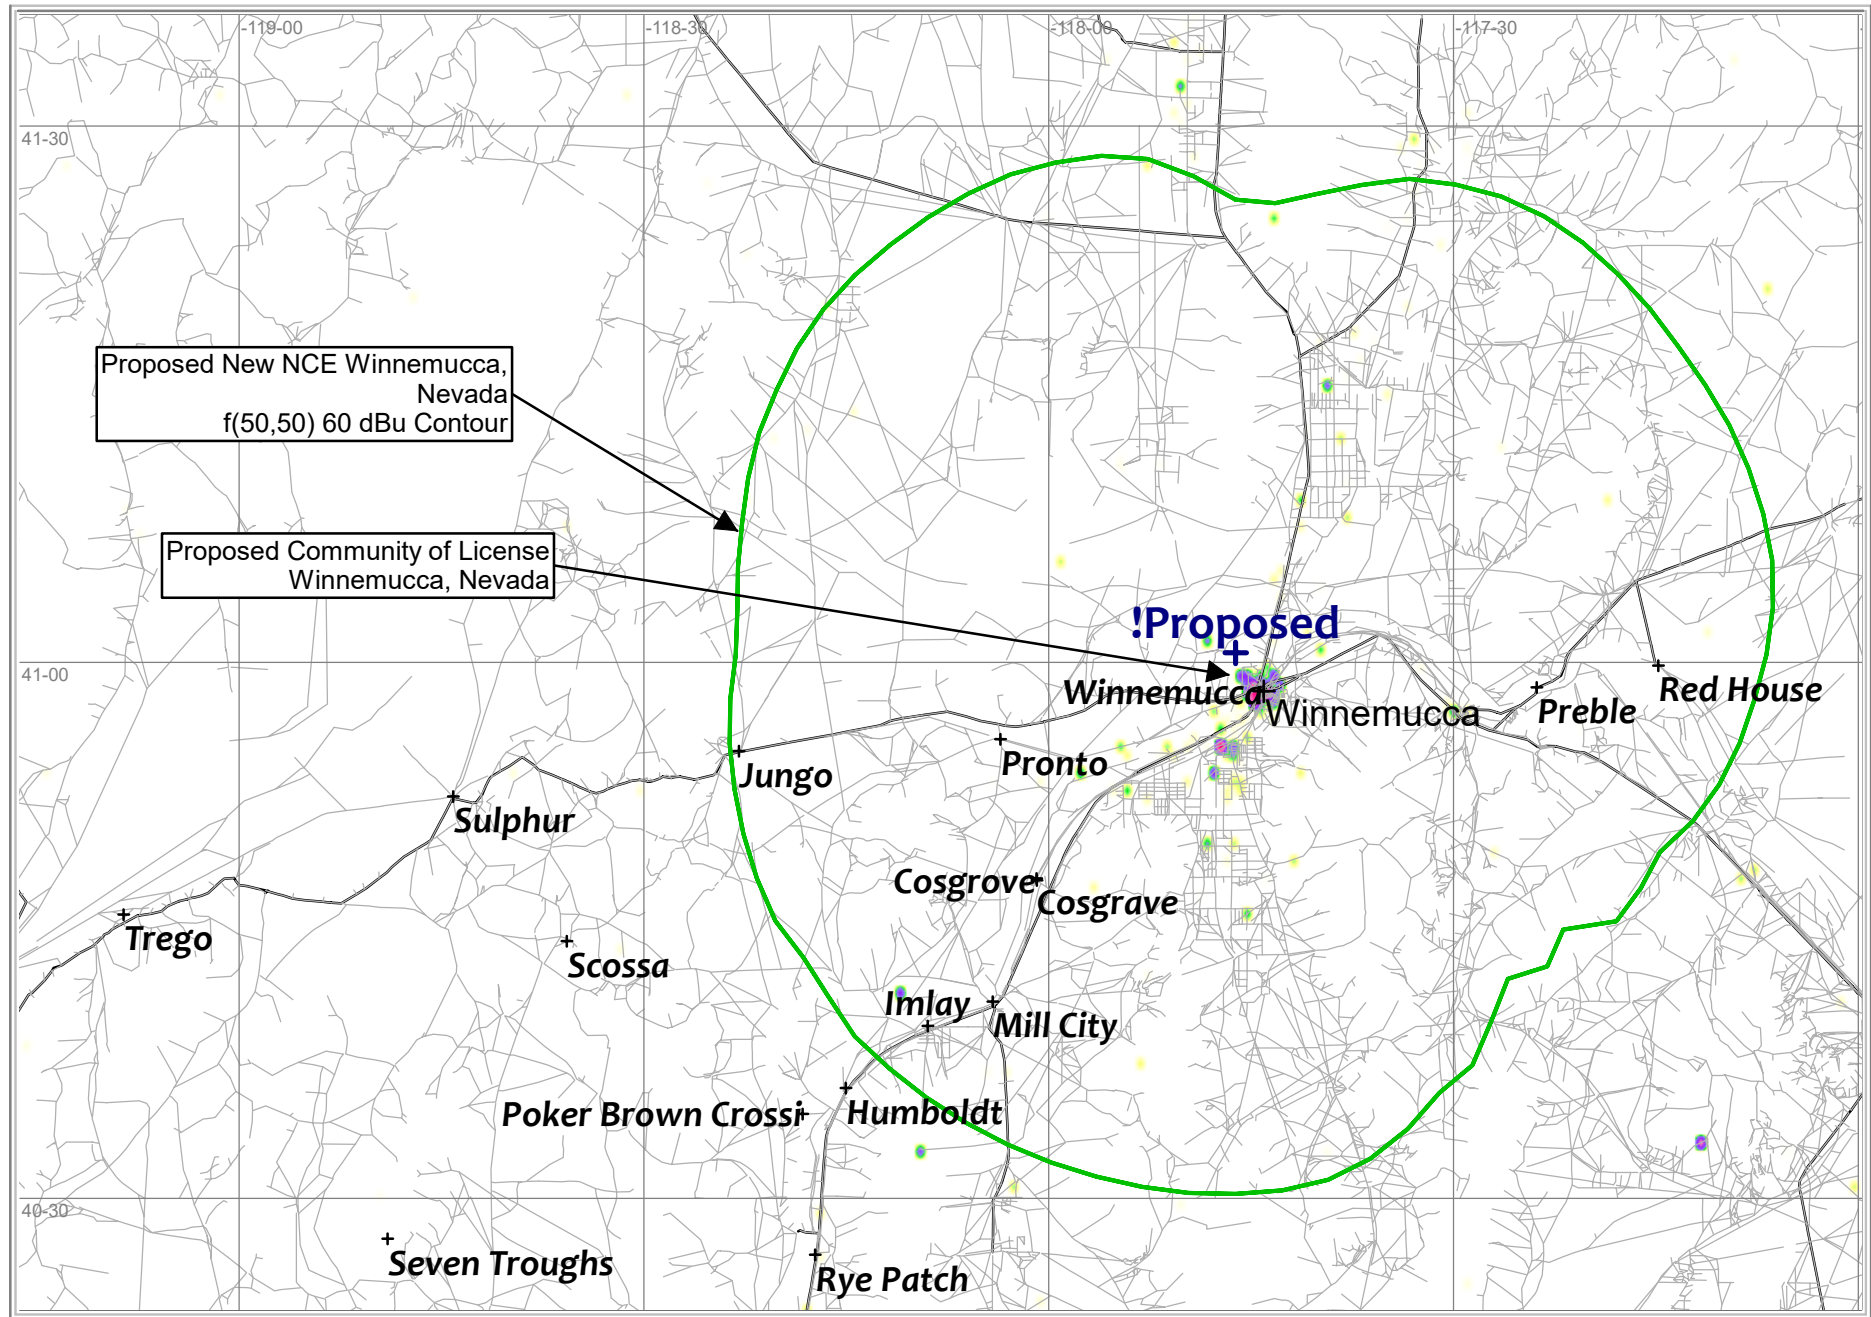 -119-00
-118-30
-118-00
-117-30
41-30
Proposed New NCE Winnemucca,
Nevada
f(50,50) 60 dBu Contour
Proposed Community of License
Winnemucca, Nevada
!Proposed
41-00
Winnemucca
Winnemucca
Preble
Red House
Jungo
Pronto
Sulphur
Cosgrove
Cosgrave
Trego
Scossa
Imlay
Mill City
Poker Brown Crossi
Humboldt
40-30
Seven Troughs
Rye Patch